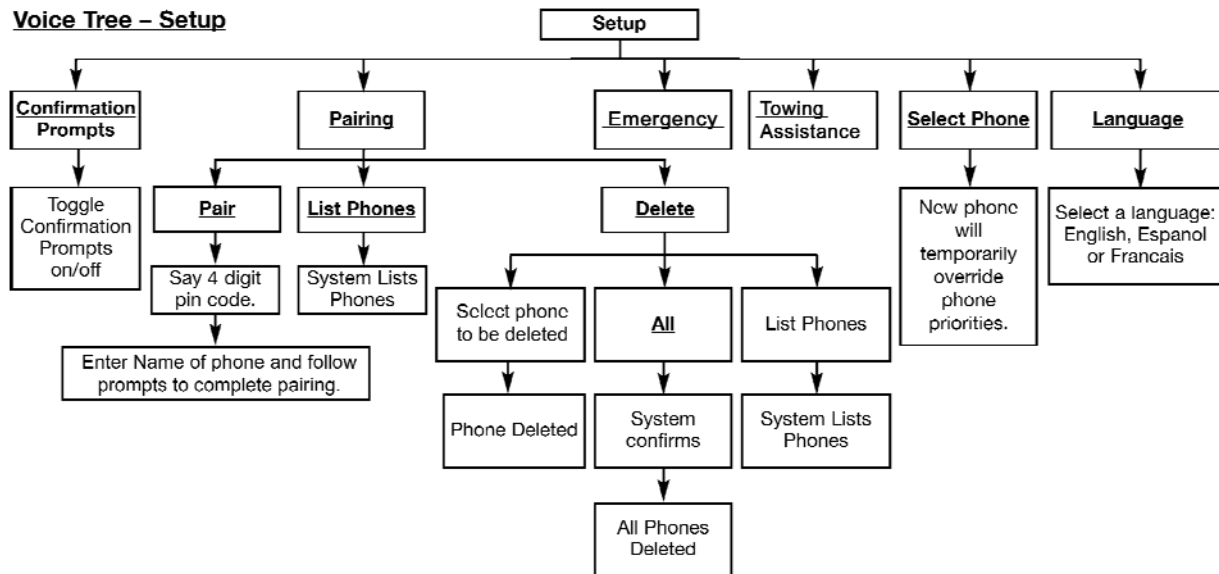 Voice Tree – Setup
Setup
Confirmation
Prompts
Pairing
Emergency
Towing
Assistance
Select Phone
Language
Toggle
Confirmation
Prompts
on/off
Pair
List Phones
Delete
New phone
will
temporarily
override
phone
priorities.
Select a language:
English, Espanol
or Francais
Say 4 digit
pin code.
System Lists
Phones
Select phone
to be deleted
All
List Phones
Enter Name of phone and follow
prompts to complete pairing.
Phone Deleted
System
confirms
System Lists
Phones
All Phones
Deleted